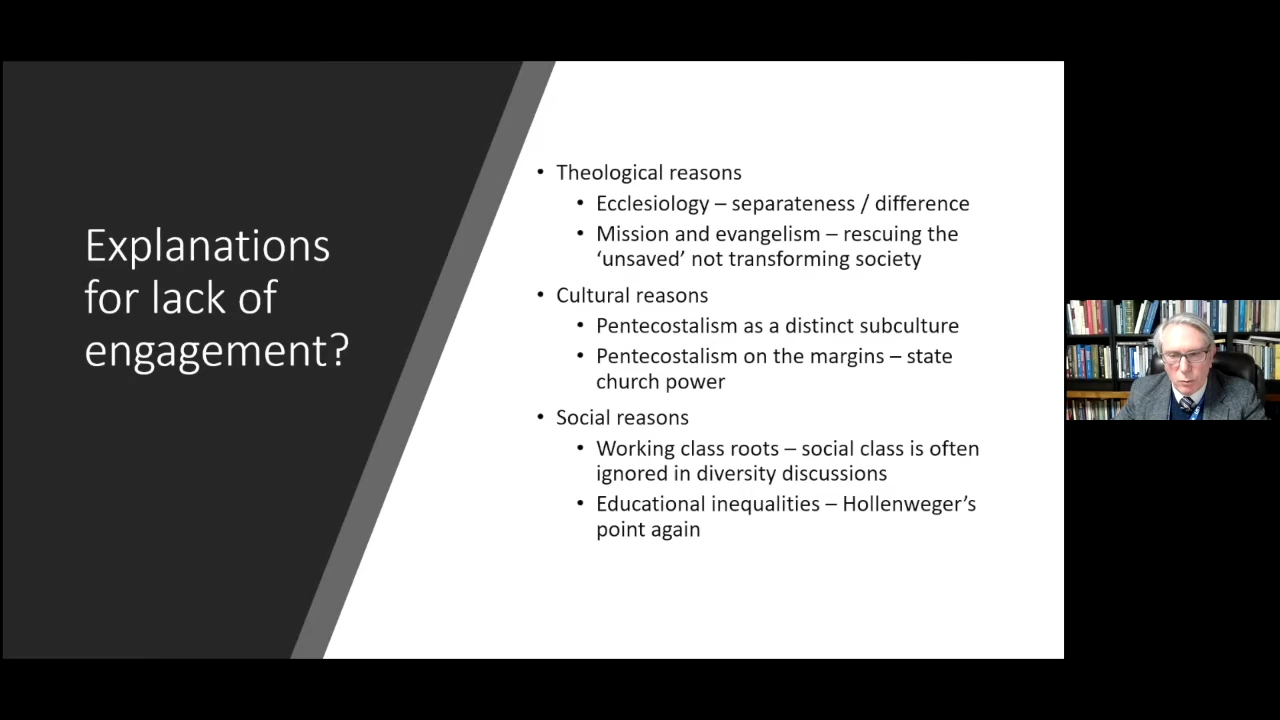 Explanations
for lack of
engagement?
• Theological reasons
• Ecclesiology – separateness / difference
• Mission and evangelism – rescuing the
‘unsaved’ not transforming society
• Cultural reasons
• Pentecostalism as a distinct subculture
• Pentecostalism on the margins – state
church power
• Social reasons
• Working class roots – social class is often
ignored in diversity discussions
• Educational inequalities – Hollenweger’s
point again